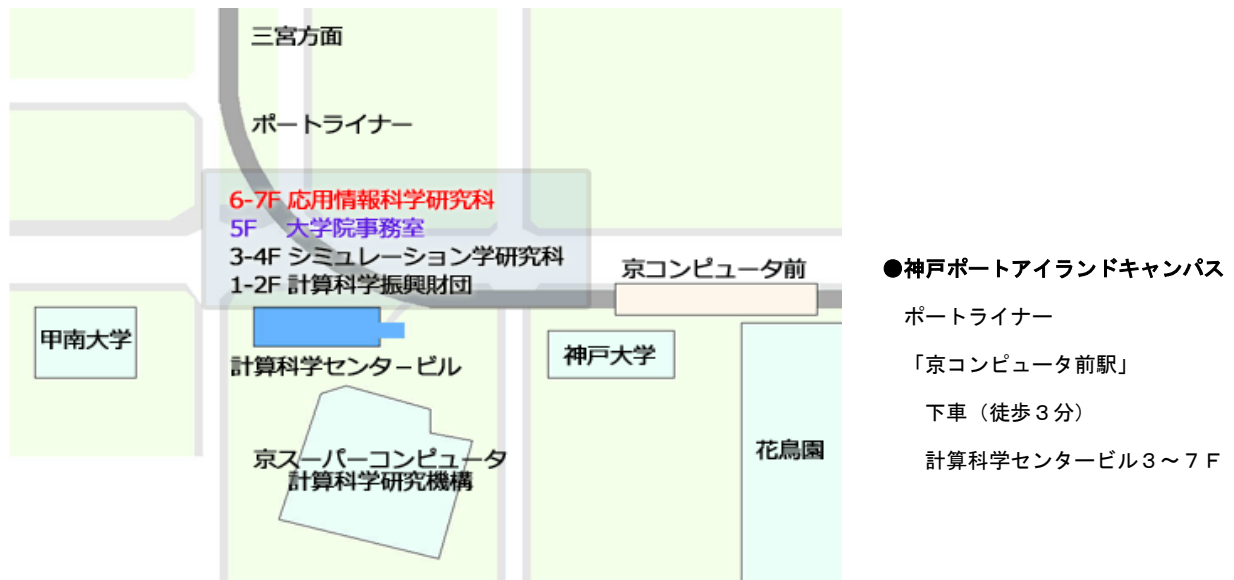 三宮方面
ポートライナー
6-7F 応用情報科学研究科
5F 大学院事務室
3-4F シミュレーション学研究科
1-2F 計算科学振興財団
京コンピュータ前
甲南大学
計算科学センタービル
神戸大学
京スーパーコンピュータ
計算科学研究機構
花鳥園
●神戸ポートアイランドキャンパス
ポートライナー
「京コンピュータ前駅」
下車（徒歩３分）
計算科学センタービル３～７Ｆ